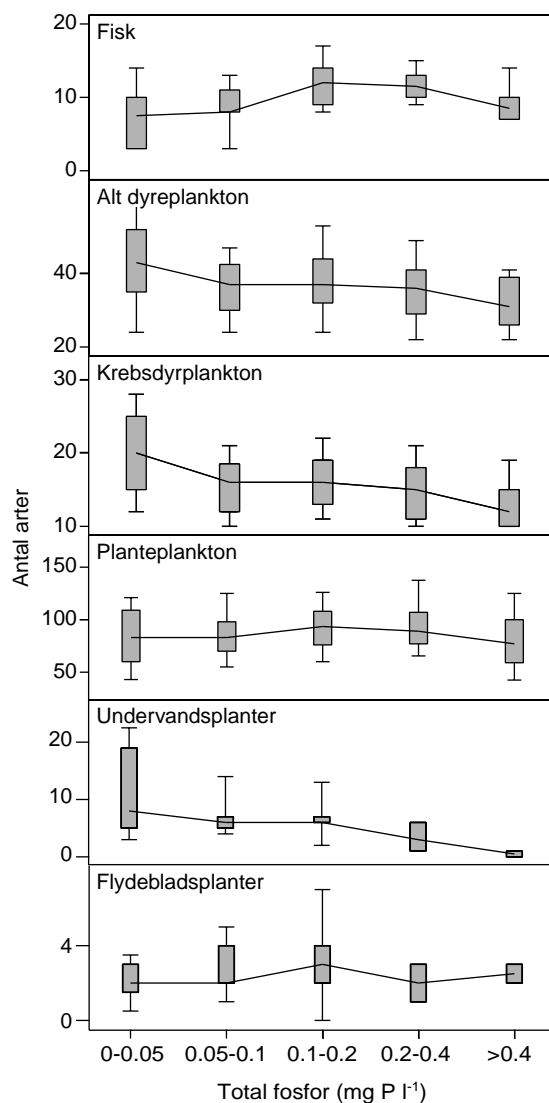 Fisk
20
10
0
Alt dyreplankton
40
20
Krebsdyrplankton
30
20
10
Planteplankton
150
100
50
Undervandsplanter
20
10
0
Flydebladsplanter
4
0
Antal arter
0-0.05 0.05-0.1 0.1-0.2 0.2-0.4 >0.4
Total fosfor (mg P l⁻¹)